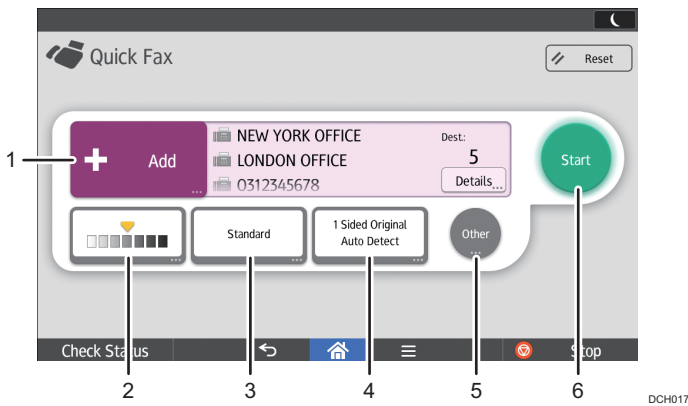 Quick Fax
Reset
NEW YORK OFFICE
LONDON OFFICE
0312345678
Dest.:
5
Details
Add
Start
Standard
1 Sided Original
Auto Detect
Other
Check Status
Stop
1
2
3
4
5
6
DCH017